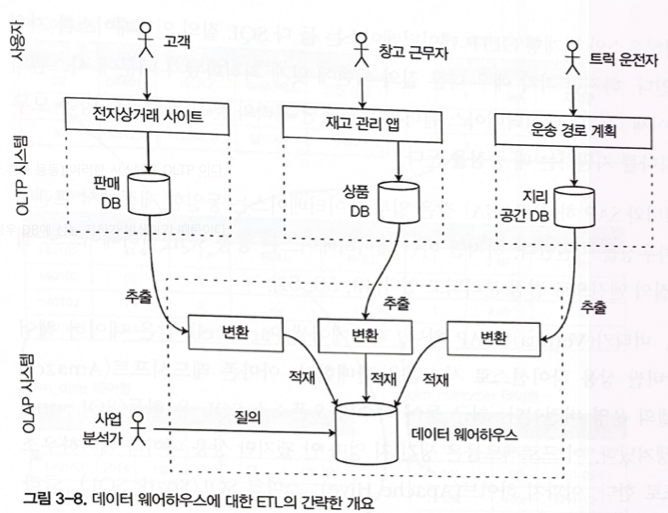 사용자
고객
창고 근무자
트럭 운전자
OLTP 시스템
전자상거래 사이트
재고 관리 앱
운송 경로 계획
판매
DB
상품
DB
지리
공간 DB
추출
추출
추출
OLAP 시스템
변환
변환
변환
적재
적재
적재
사업
분석가
질의
데이터 웨어하우스
그림 3-8. 데이터 웨어하우스에 대한 ETL의 간략한 개요